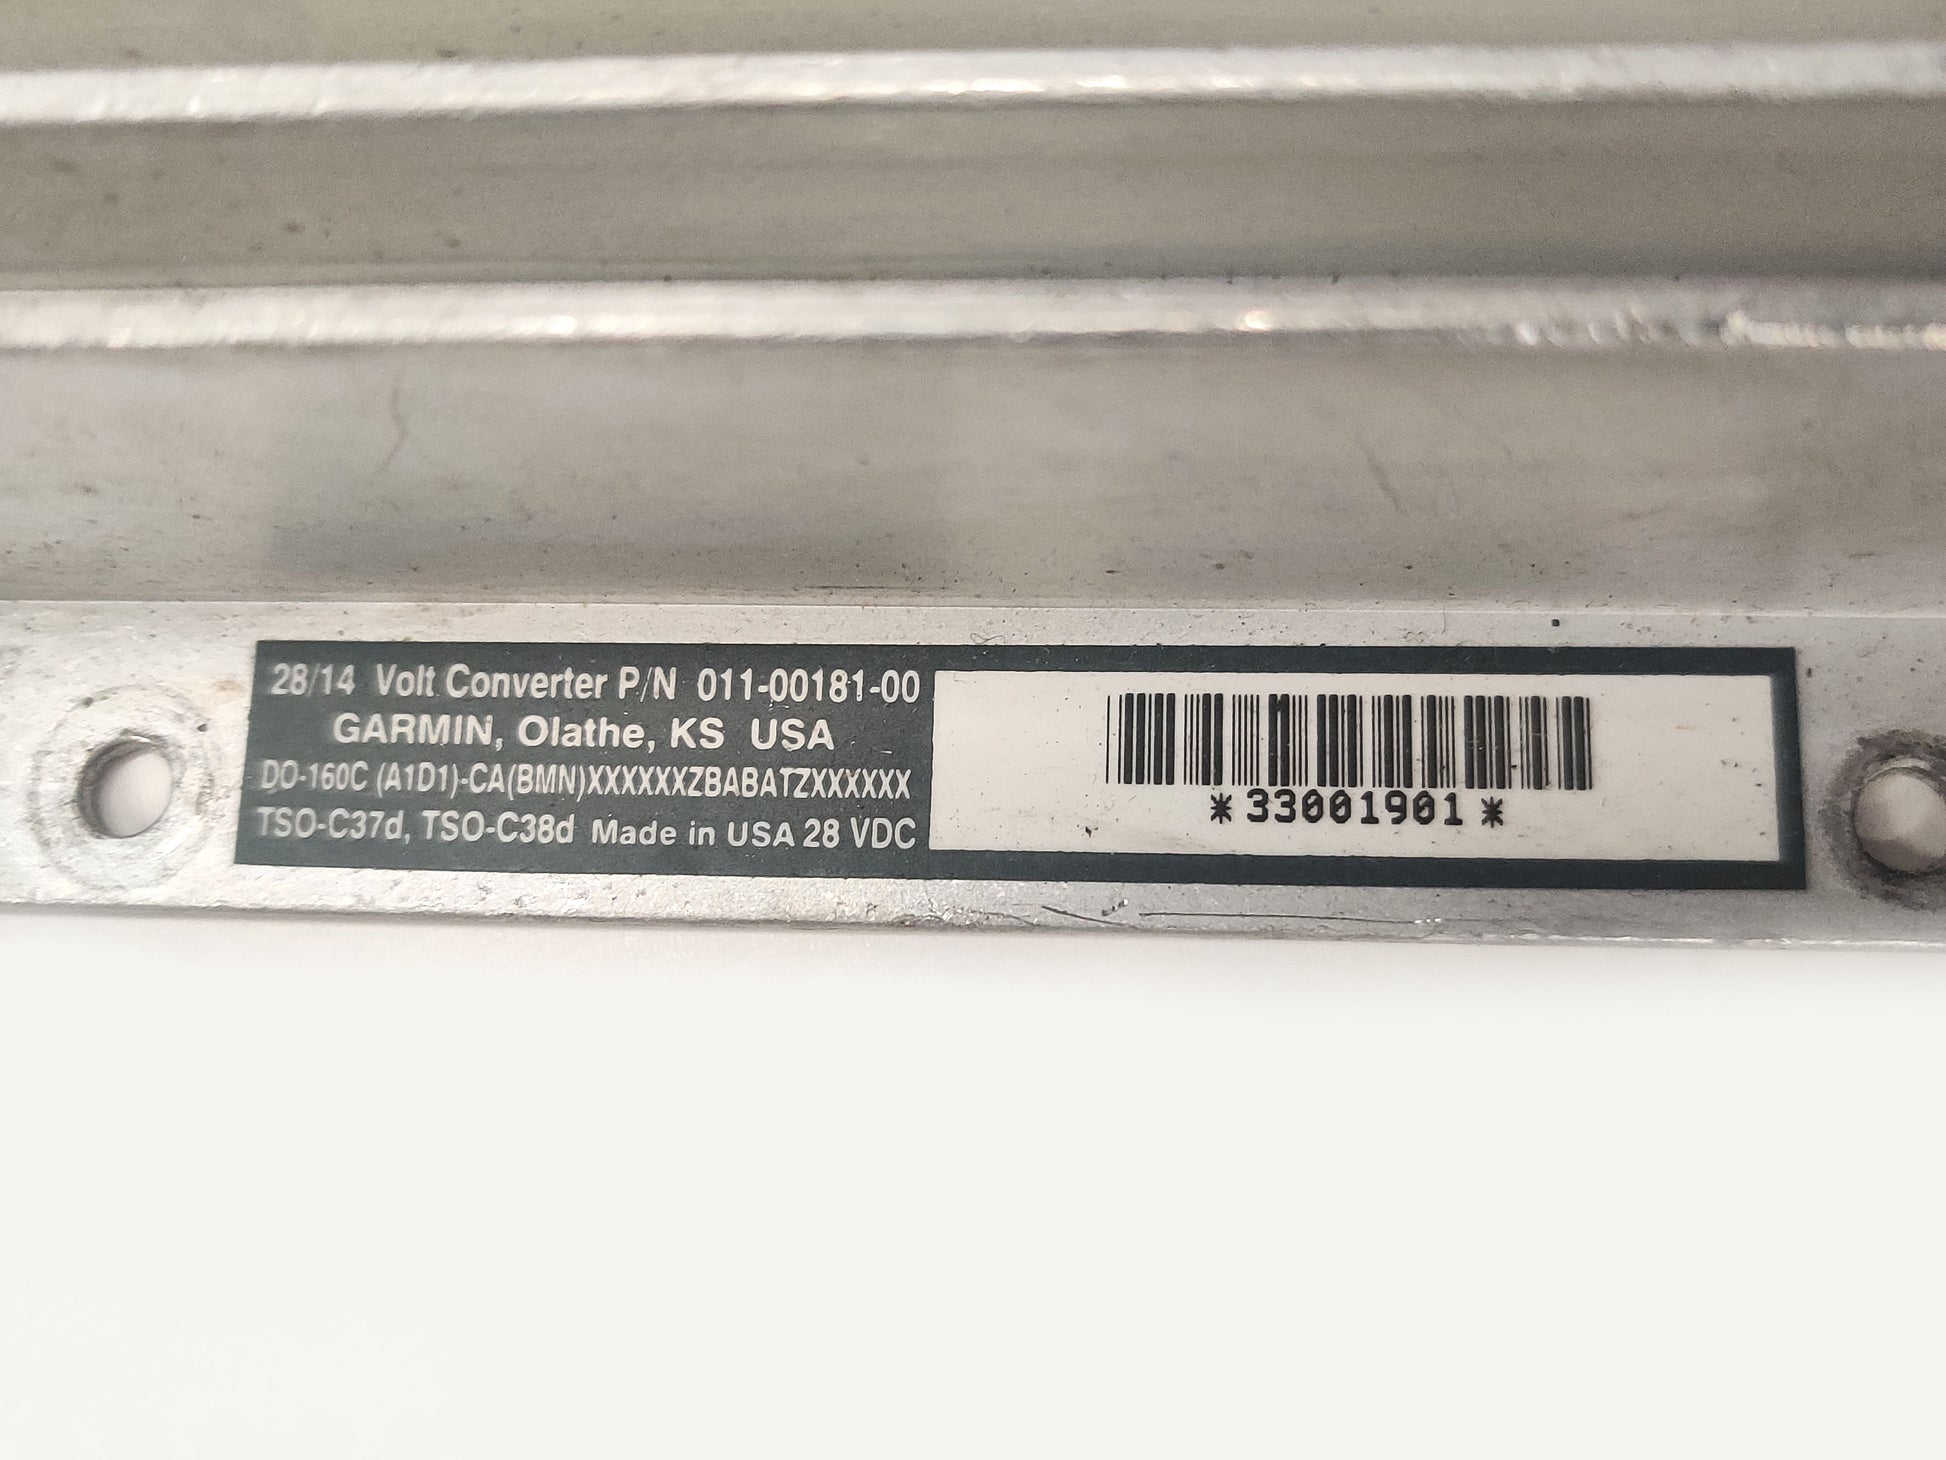 28/14 Volt Converter P/N 011-00181-00
GARMIN, Olathe, KS USA
DO-160C (A1D1)-CA(BMN)XXXXXXZBABATZXXXXXX
TSO-C37d, TSO-C38d Made in USA 28 VDC
*33001901*